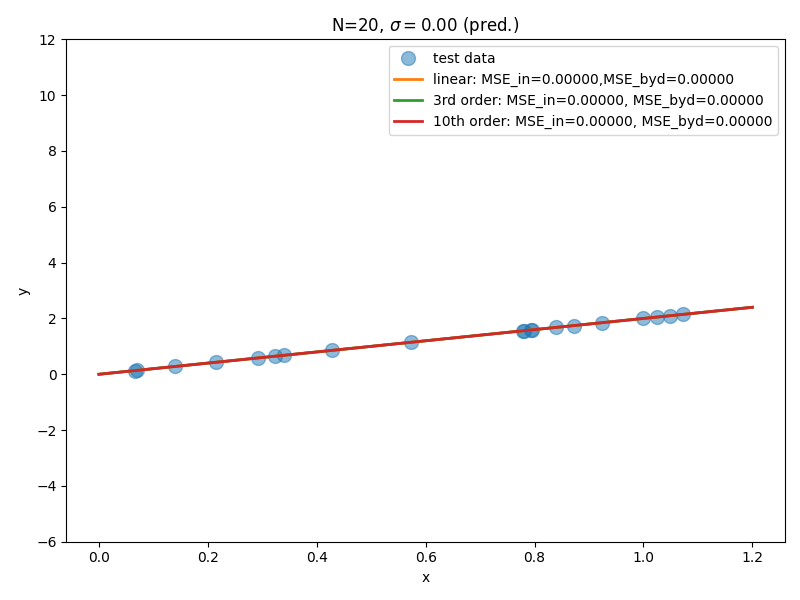 N=20, σ = 0.00 (pred.)
test data
linear: MSE_in=0.00000,MSE_byd=0.00000
3rd order: MSE_in=0.00000, MSE_byd=0.00000
10th order: MSE_in=0.00000, MSE_byd=0.00000
12
10
8
6
4
2
0
−2
−4
−6
y
0.0 0.2 0.4 0.6 0.8 1.0 1.2
x